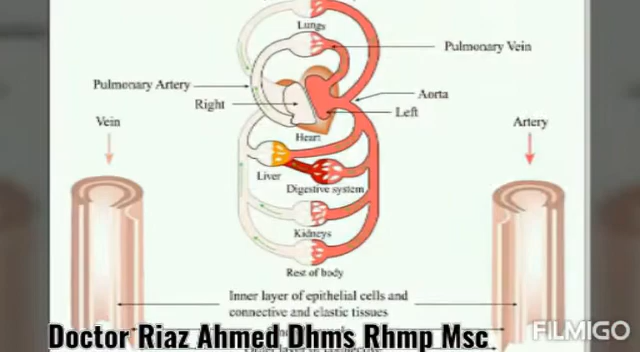 Lungs
Pulmonary Vein
Pulmonary Artery
Aorta
Right
Left
Vein
Artery
Heart
Liver
Digestive system
Kidneys
Rest of body
Inner layer of epithelial cells and
connective and elastic tissues
Doctor Riaz Ahmed Dhms Rhmp Msc
FILMIGO